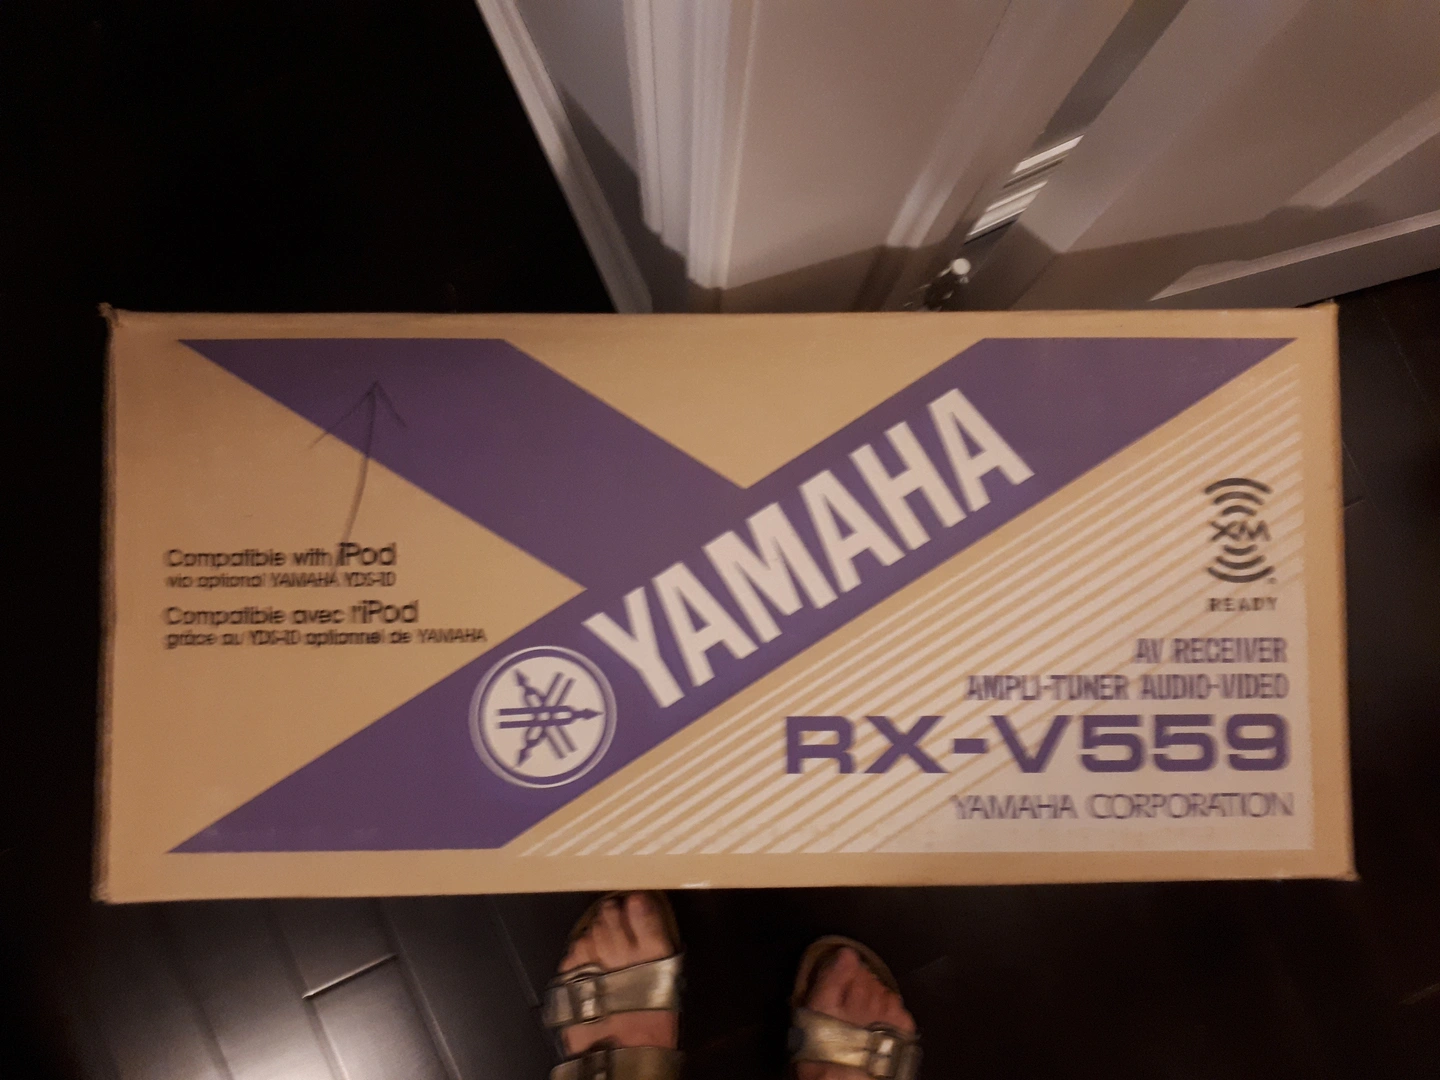 Compatible with iPod
via optional YAMAHA YDS-10
Compatible avec l'iPod
grâce au YDS-10 optionnel de YAMAHA
YAMAHA
XM
READY
AV RECEIVER
AMPLI-TUNER AUDIO-VIDEO
RX-V559
YAMAHA CORPORATION